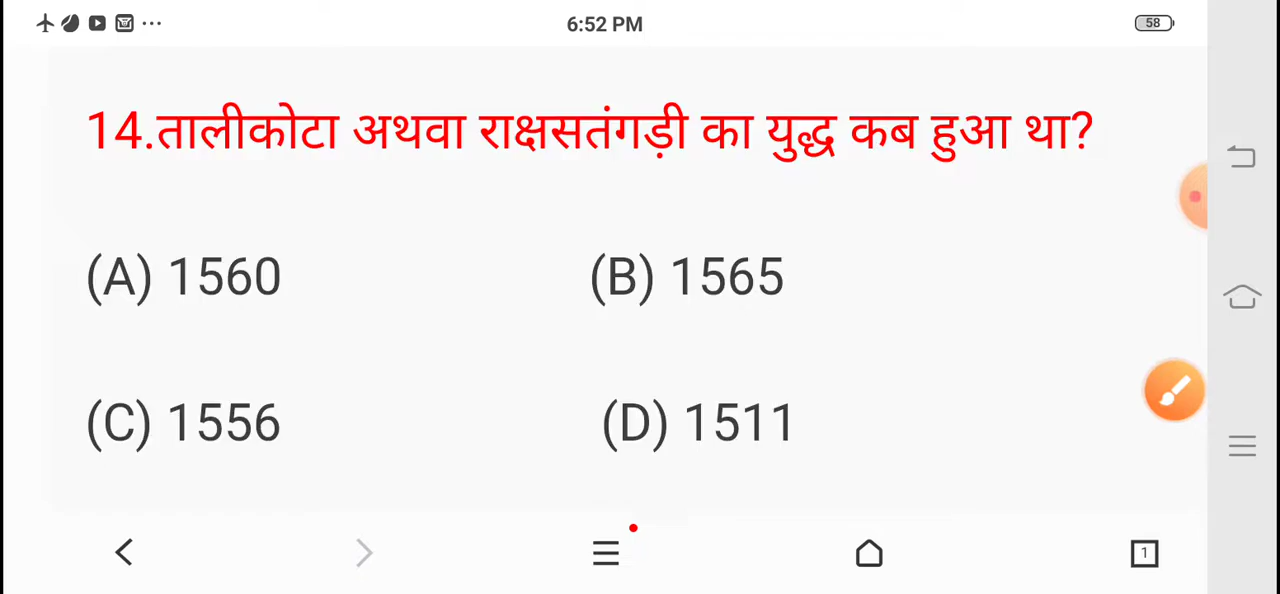 6:52 PM
58
14.तालीकोटा अथवा राक्षसतंगड़ी का युद्ध कब हुआ था?
(A) 1560 (B) 1565
(C) 1556 (D) 1511
1